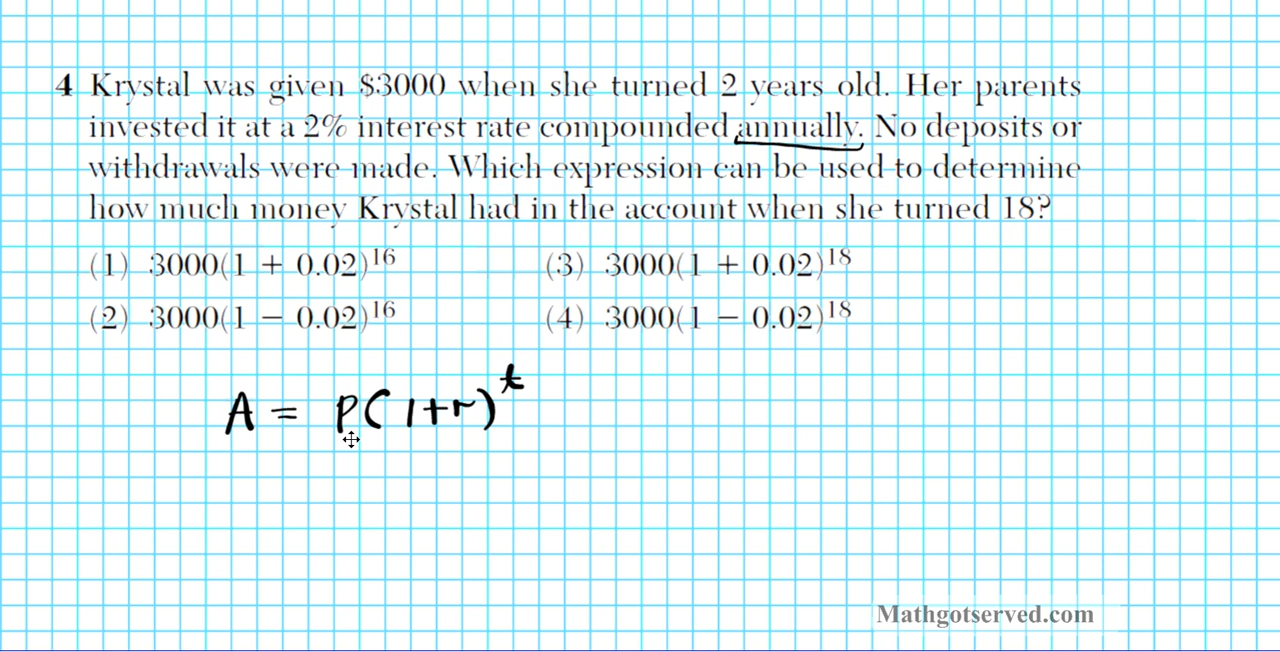 4 Krystal was given $3000 when she turned 2 years old. Her parents
invested it at a 2% interest rate compounded annually. No deposits or
withdrawals were made. Which expression can be used to determine
how much money Krystal had in the account when she turned 18?
(1) 3000(1 + 0.02)^16 (3) 3000(1 + 0.02)^18
(2) 3000(1 − 0.02)^16 (4) 3000(1 − 0.02)^18
A = P(1+r)^t
Mathgotserved.com